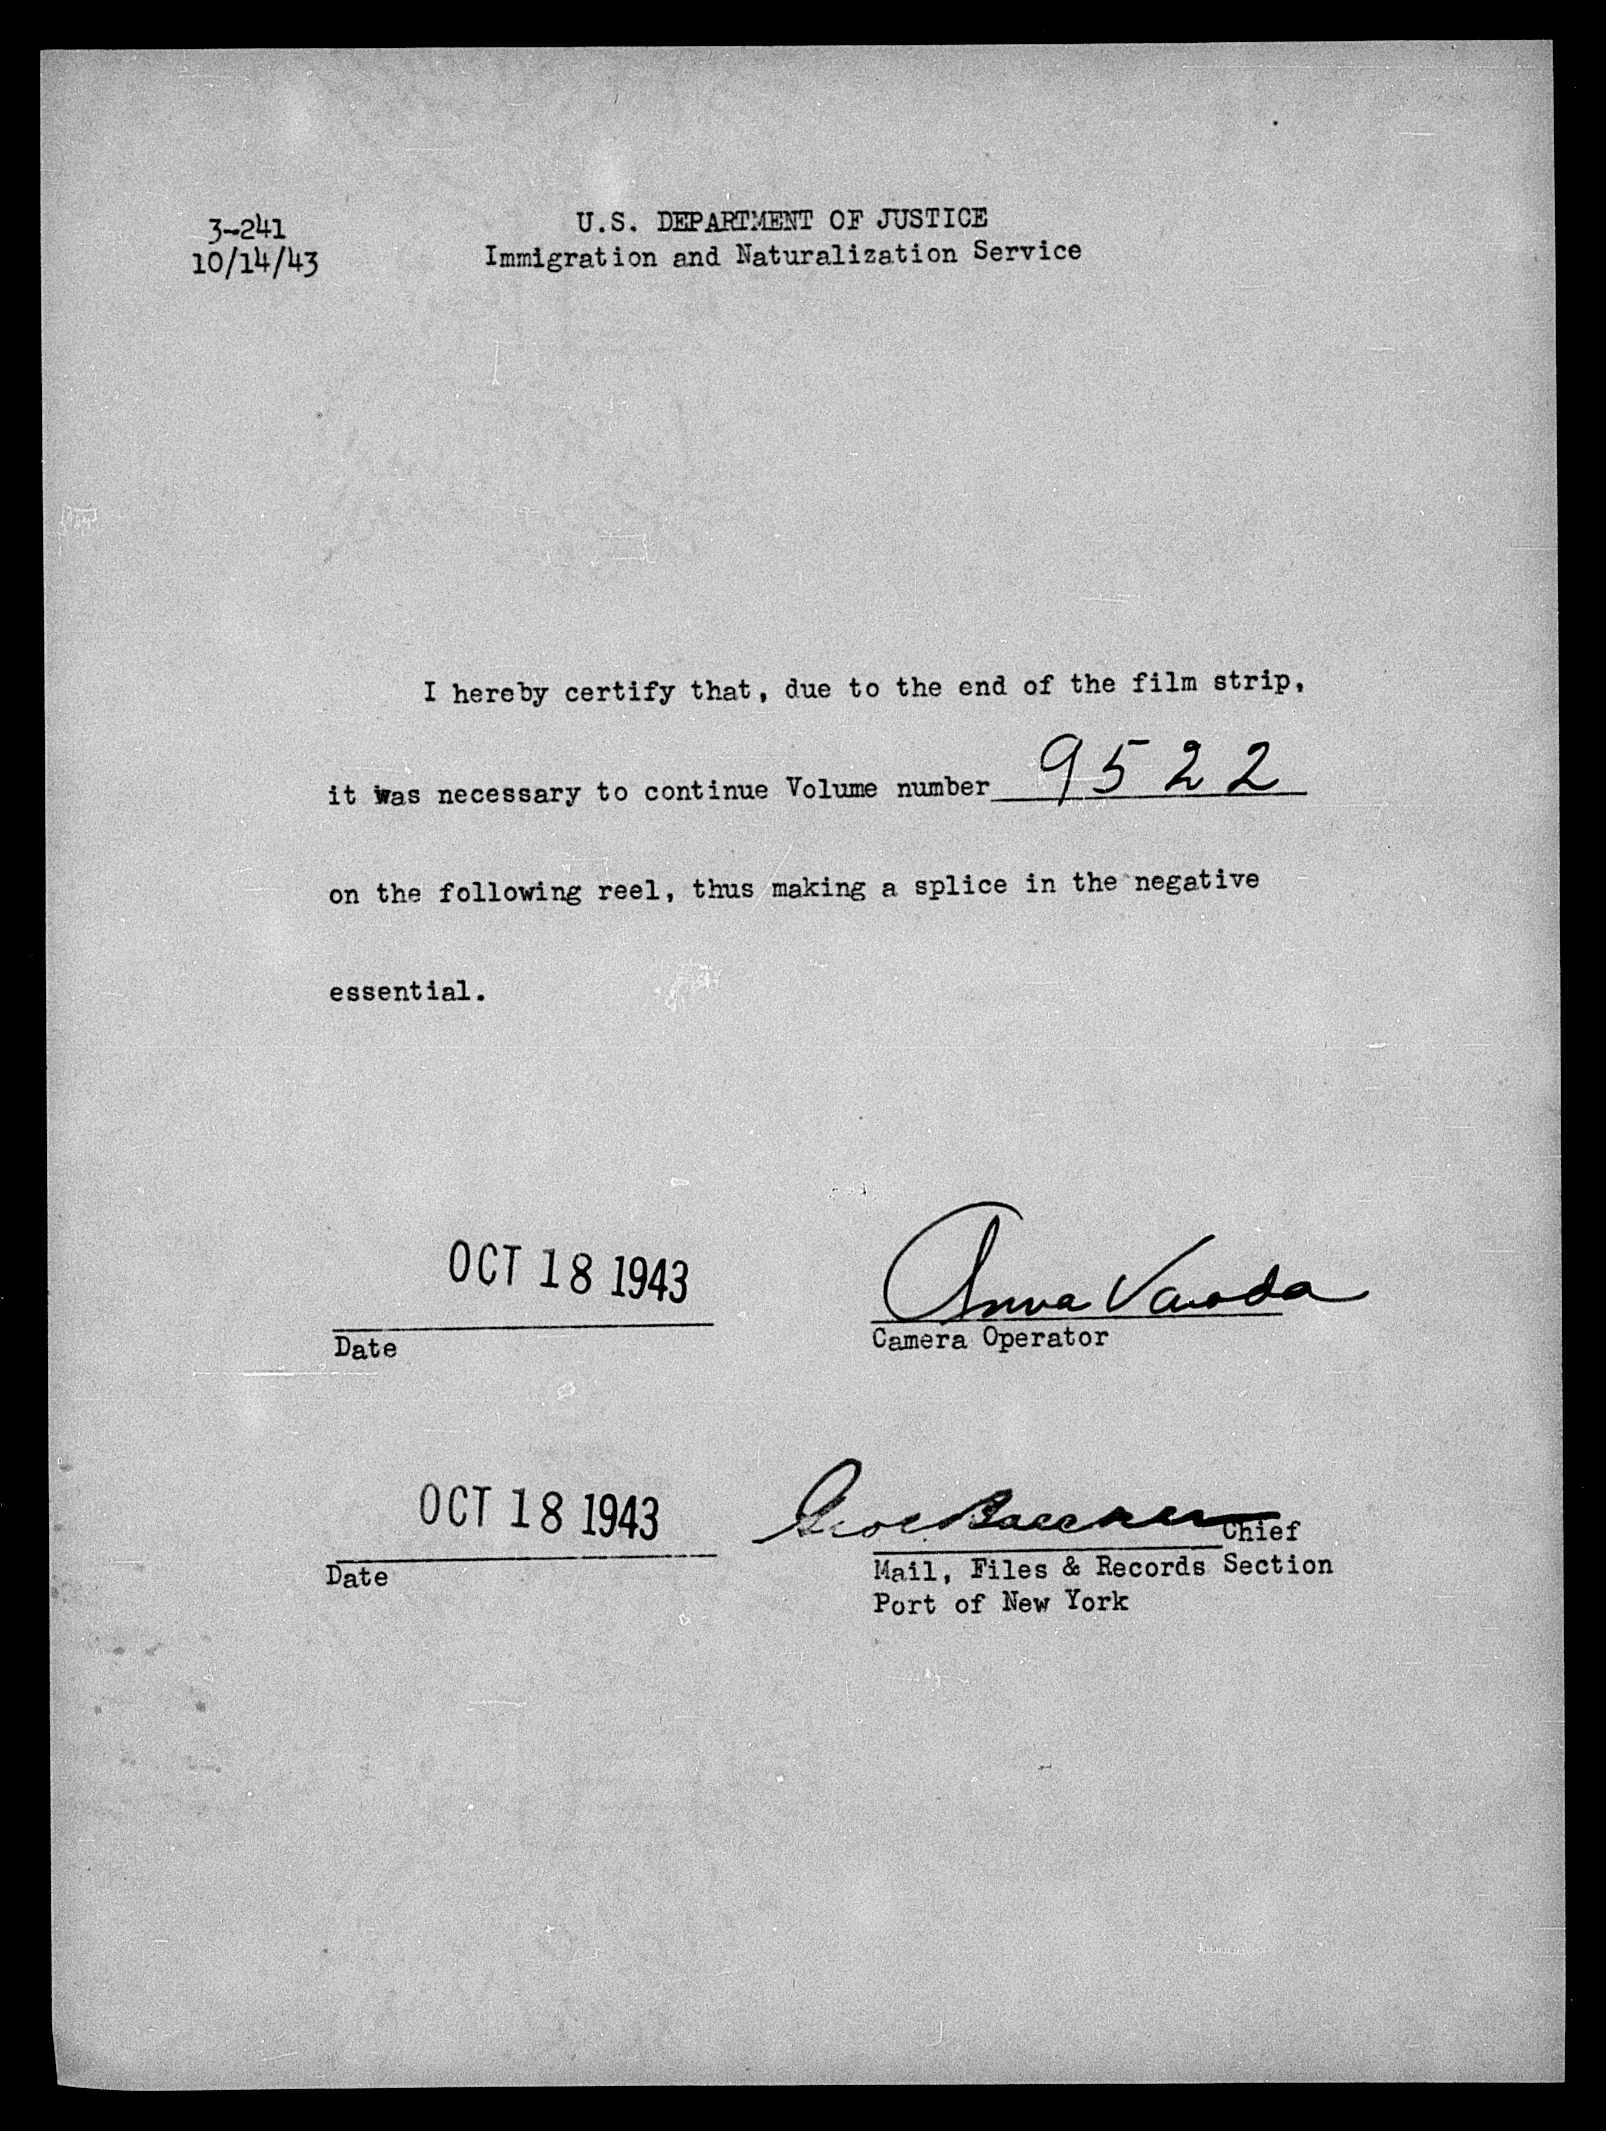 3-241
10/14/43
U.S. DEPARTMENT OF JUSTICE
Immigration and Naturalization Service
I hereby certify that, due to the end of the film strip,
it was necessary to continue Volume number 9522
on the following reel, thus making a splice in the negative
essential.
OCT 18 1943
Date
Anna
Camera Operator
OCT 18 1943
Date
Chief
Mail, Files & Records Section
Port of New York